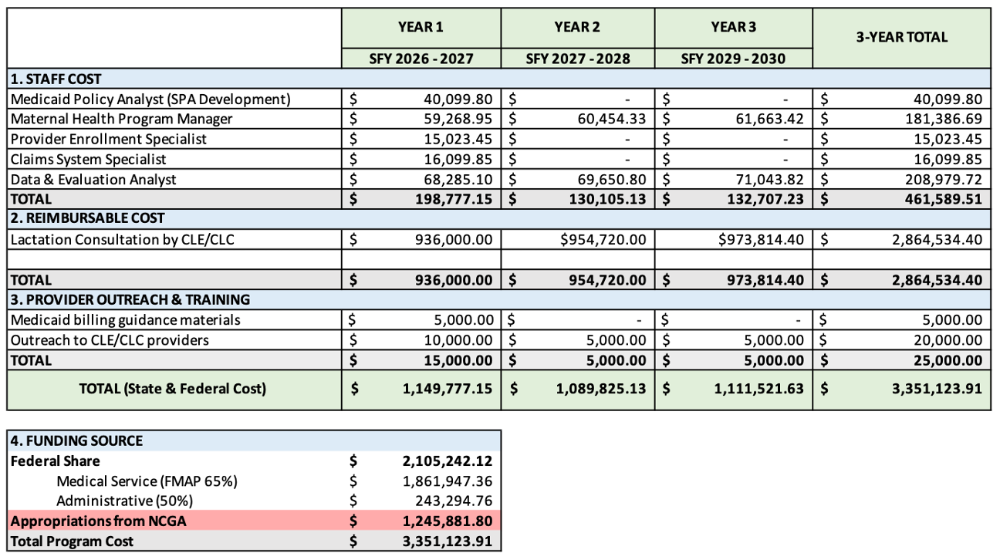 YEAR 1 YEAR 2 YEAR 3 3-YEAR TOTAL
SFY 2026 - 2027 SFY 2027 - 2028 SFY 2029 - 2030
1. STAFF COST
Medicaid Policy Analyst (SPA Development) $ 40,099.80 $ - $ - $ 40,099.80
Maternal Health Program Manager $ 59,268.95 $ 60,454.33 $ 61,663.42 $ 181,386.69
Provider Enrollment Specialist $ 15,023.45 $ - $ - $ 15,023.45
Claims System Specialist $ 16,099.85 $ - $ - $ 16,099.85
Data & Evaluation Analyst $ 68,285.10 $ 69,650.80 $ 71,043.82 $ 208,979.72
TOTAL $ 198,777.15 $ 130,105.13 $ 132,707.23 $ 461,589.51
2. REIMBURSABLE COST
Lactation Consultation by CLE/CLC $ 936,000.00 $954,720.00 $973,814.40 $ 2,864,534.40
TOTAL $ 936,000.00 $ 954,720.00 $ 973,814.40 $ 2,864,534.40
3. PROVIDER OUTREACH & TRAINING
Medicaid billing guidance materials $ 5,000.00 $ - $ - $ 5,000.00
Outreach to CLE/CLC providers $ 10,000.00 $ 5,000.00 $ 5,000.00 $ 20,000.00
TOTAL $ 15,000.00 $ 5,000.00 $ 5,000.00 $ 25,000.00
TOTAL (State & Federal Cost) $ 1,149,777.15 $ 1,089,825.13 $ 1,111,521.63 $ 3,351,123.91
4. FUNDING SOURCE
Federal Share $ 2,105,242.12
Medical Service (FMAP 65%) $ 1,861,947.36
Administrative (50%) $ 243,294.76
Appropriations from NCGA $ 1,245,881.80
Total Program Cost $ 3,351,123.91